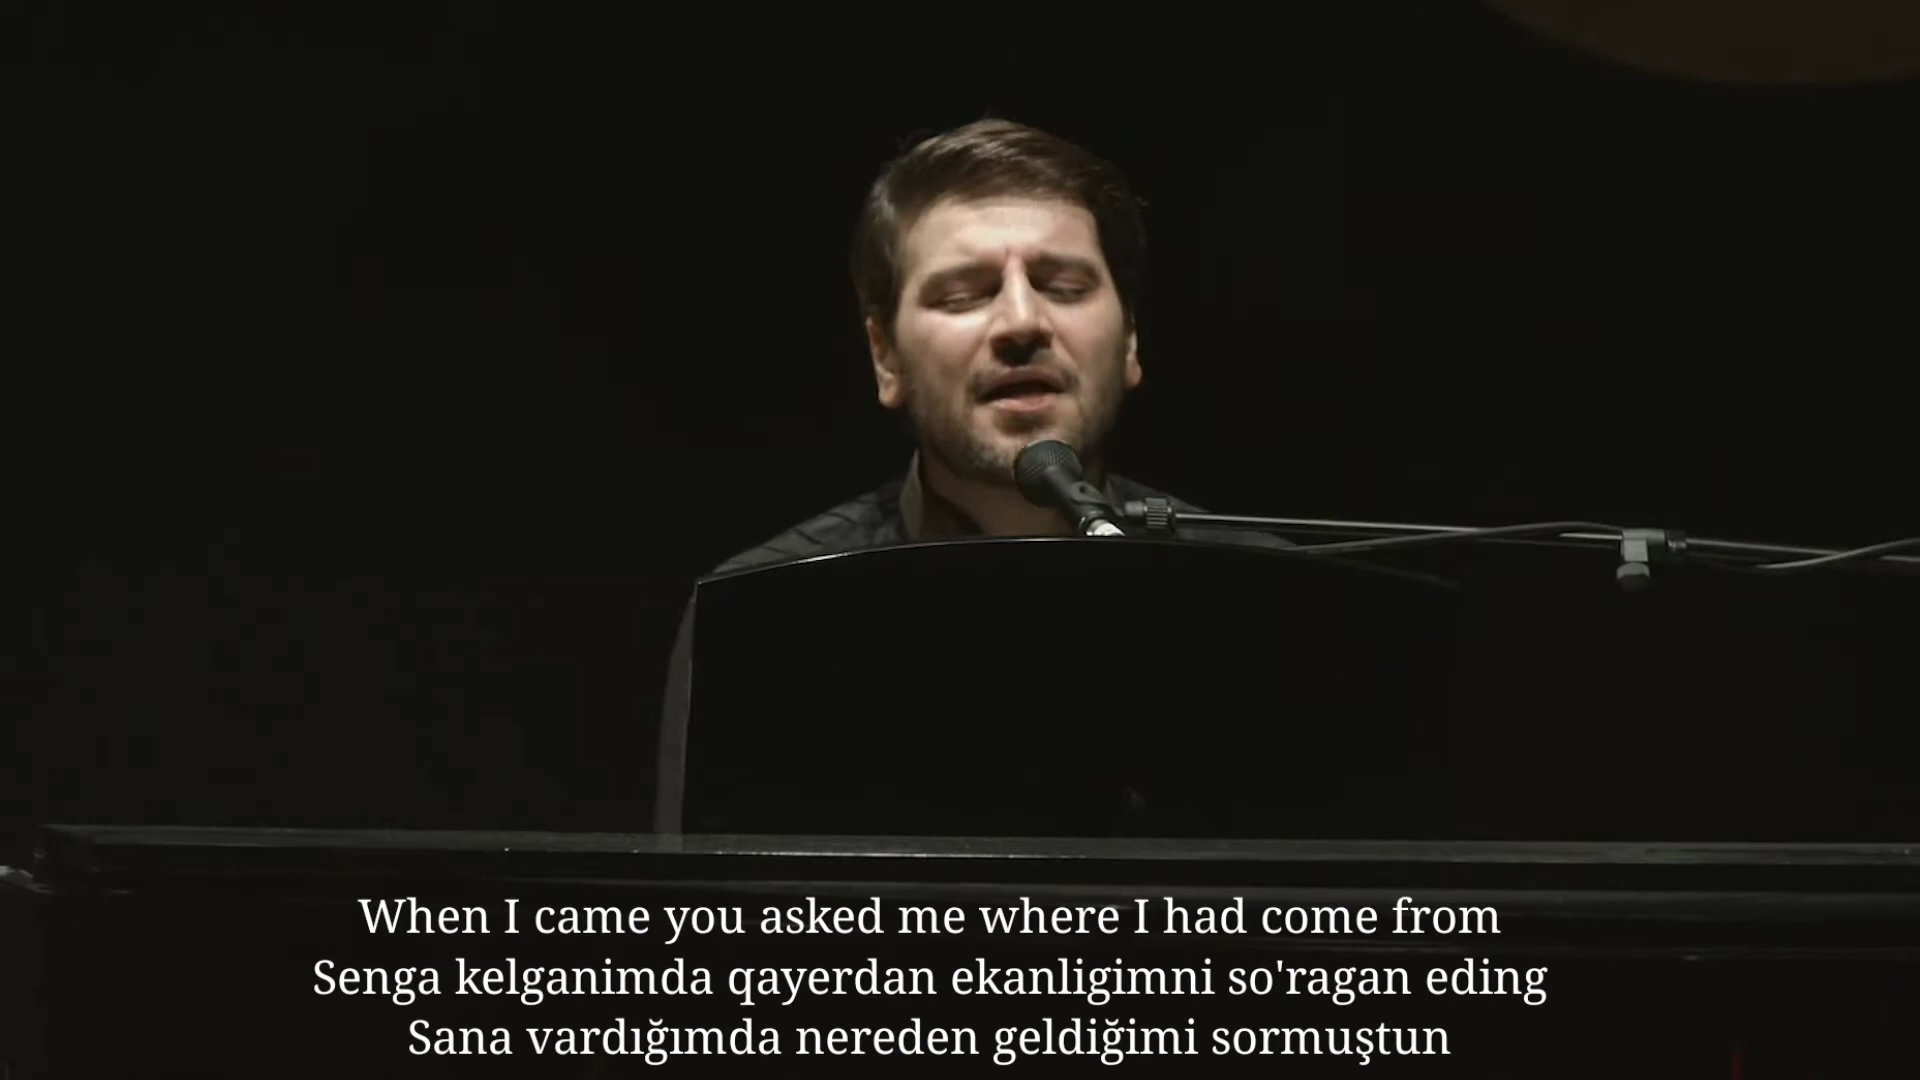 When I came you asked me where I had come from
Senga kelganimda qayerdan ekanligimni so'ragan eding
Sana vardığımda nereden geldiğimi sormuştun